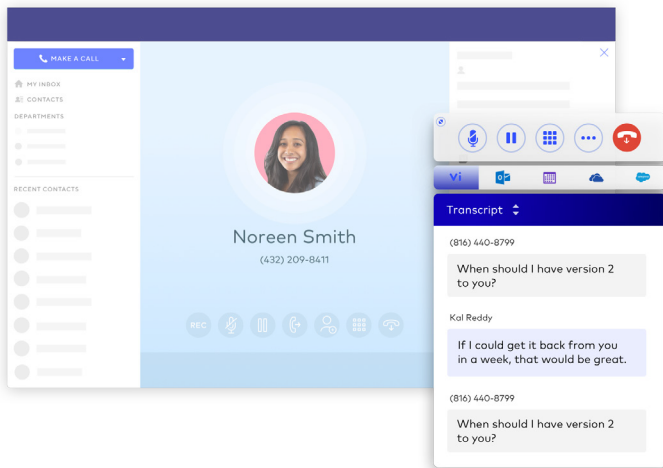 MAKE A CALL
MY INBOX
CONTACTS
DEPARTMENTS
RECENT CONTACTS
Noreen Smith
(432) 209-8411
REC
Vi
Transcript
(816) 440-8799
When should I have version 2
to you?
Kal Reddy
If I could get it back from you
in a week, that would be great.
(816) 440-8799
When should I have version 2
to you?